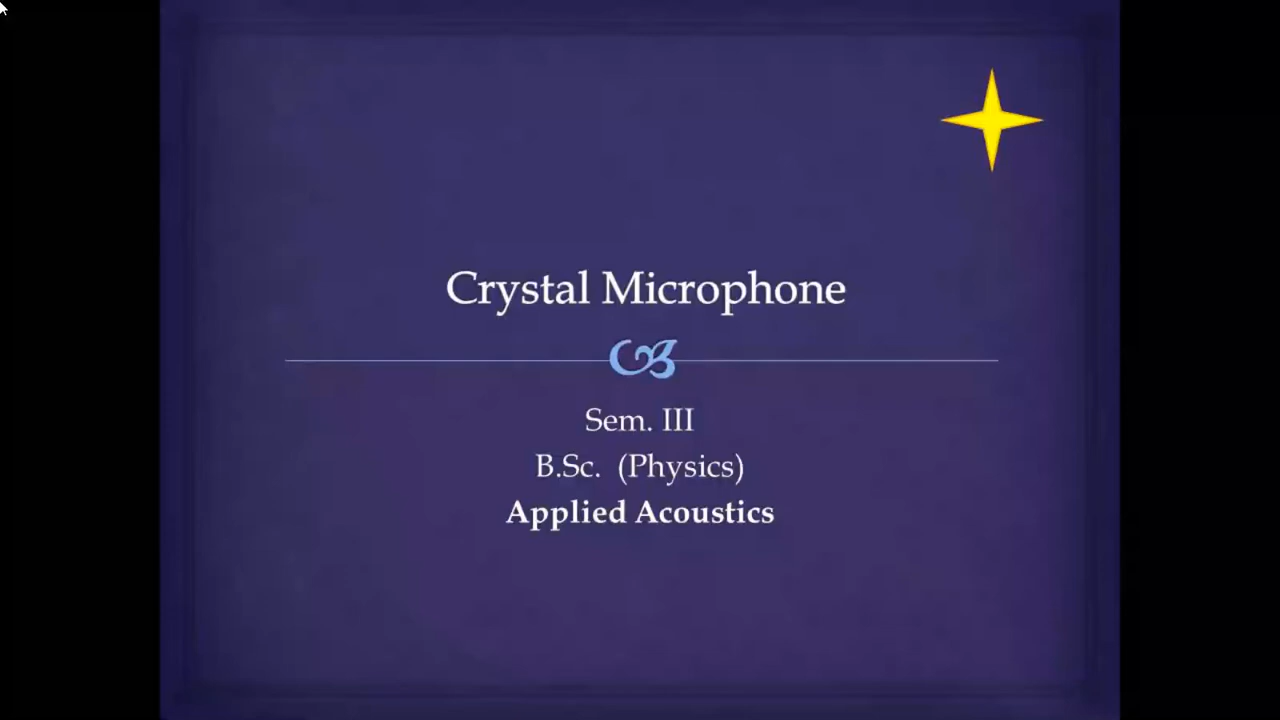 Crystal Microphone
Sem. III
B.Sc. (Physics)
Applied Acoustics